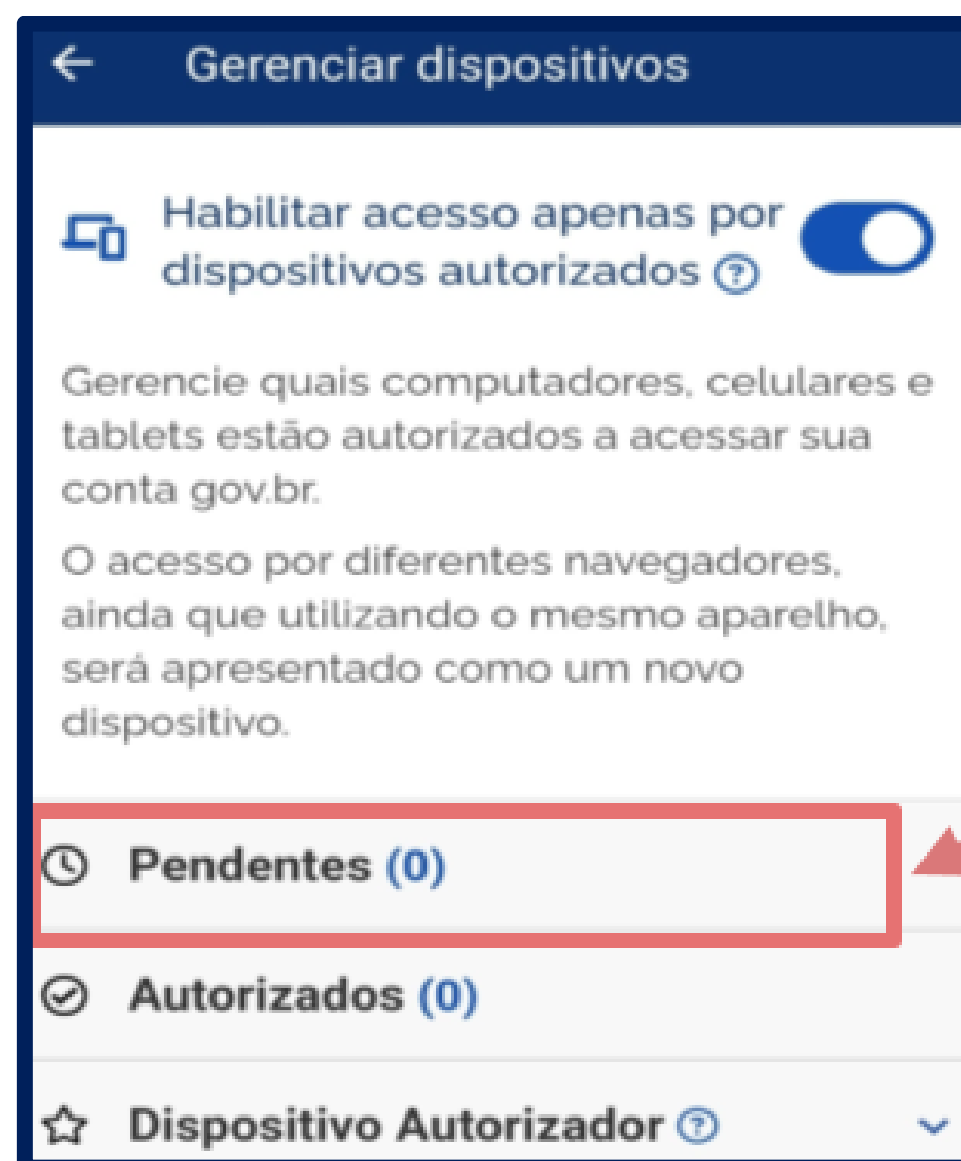 Gerenciar dispositivos
Habilitar acesso apenas por
dispositivos autorizados
Gerencie quais computadores, celulares e
tablets estão autorizados a acessar sua
conta gov.br.
O acesso por diferentes navegadores,
ainda que utilizando o mesmo aparelho,
será apresentado como um novo
dispositivo.
Pendentes (0)
Autorizados (0)
Dispositivo Autorizador